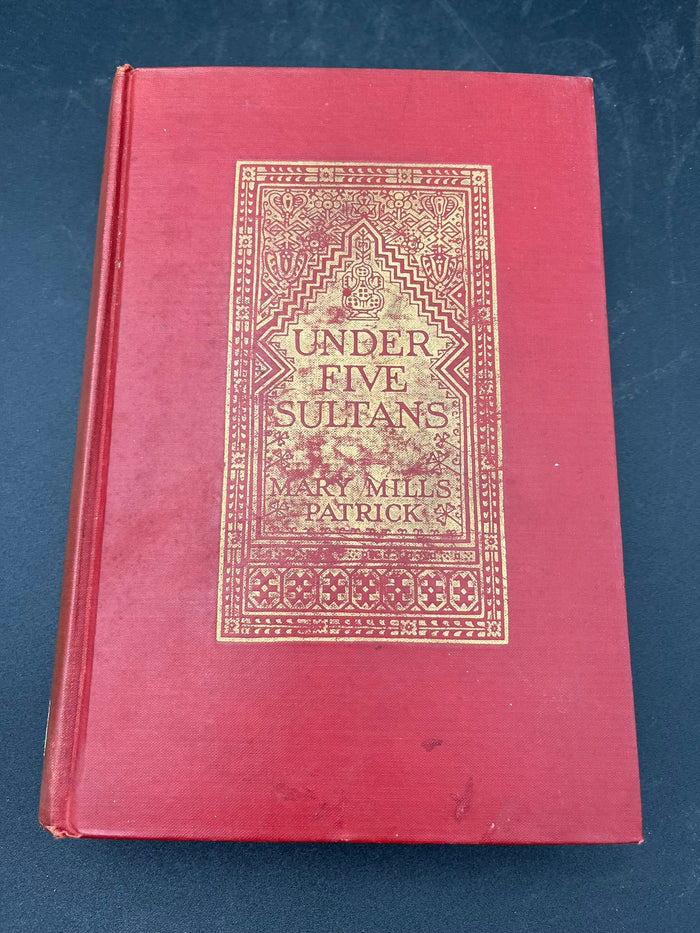 UNDER
FIVE
SULTANS
MARY MILLS
PATRICK